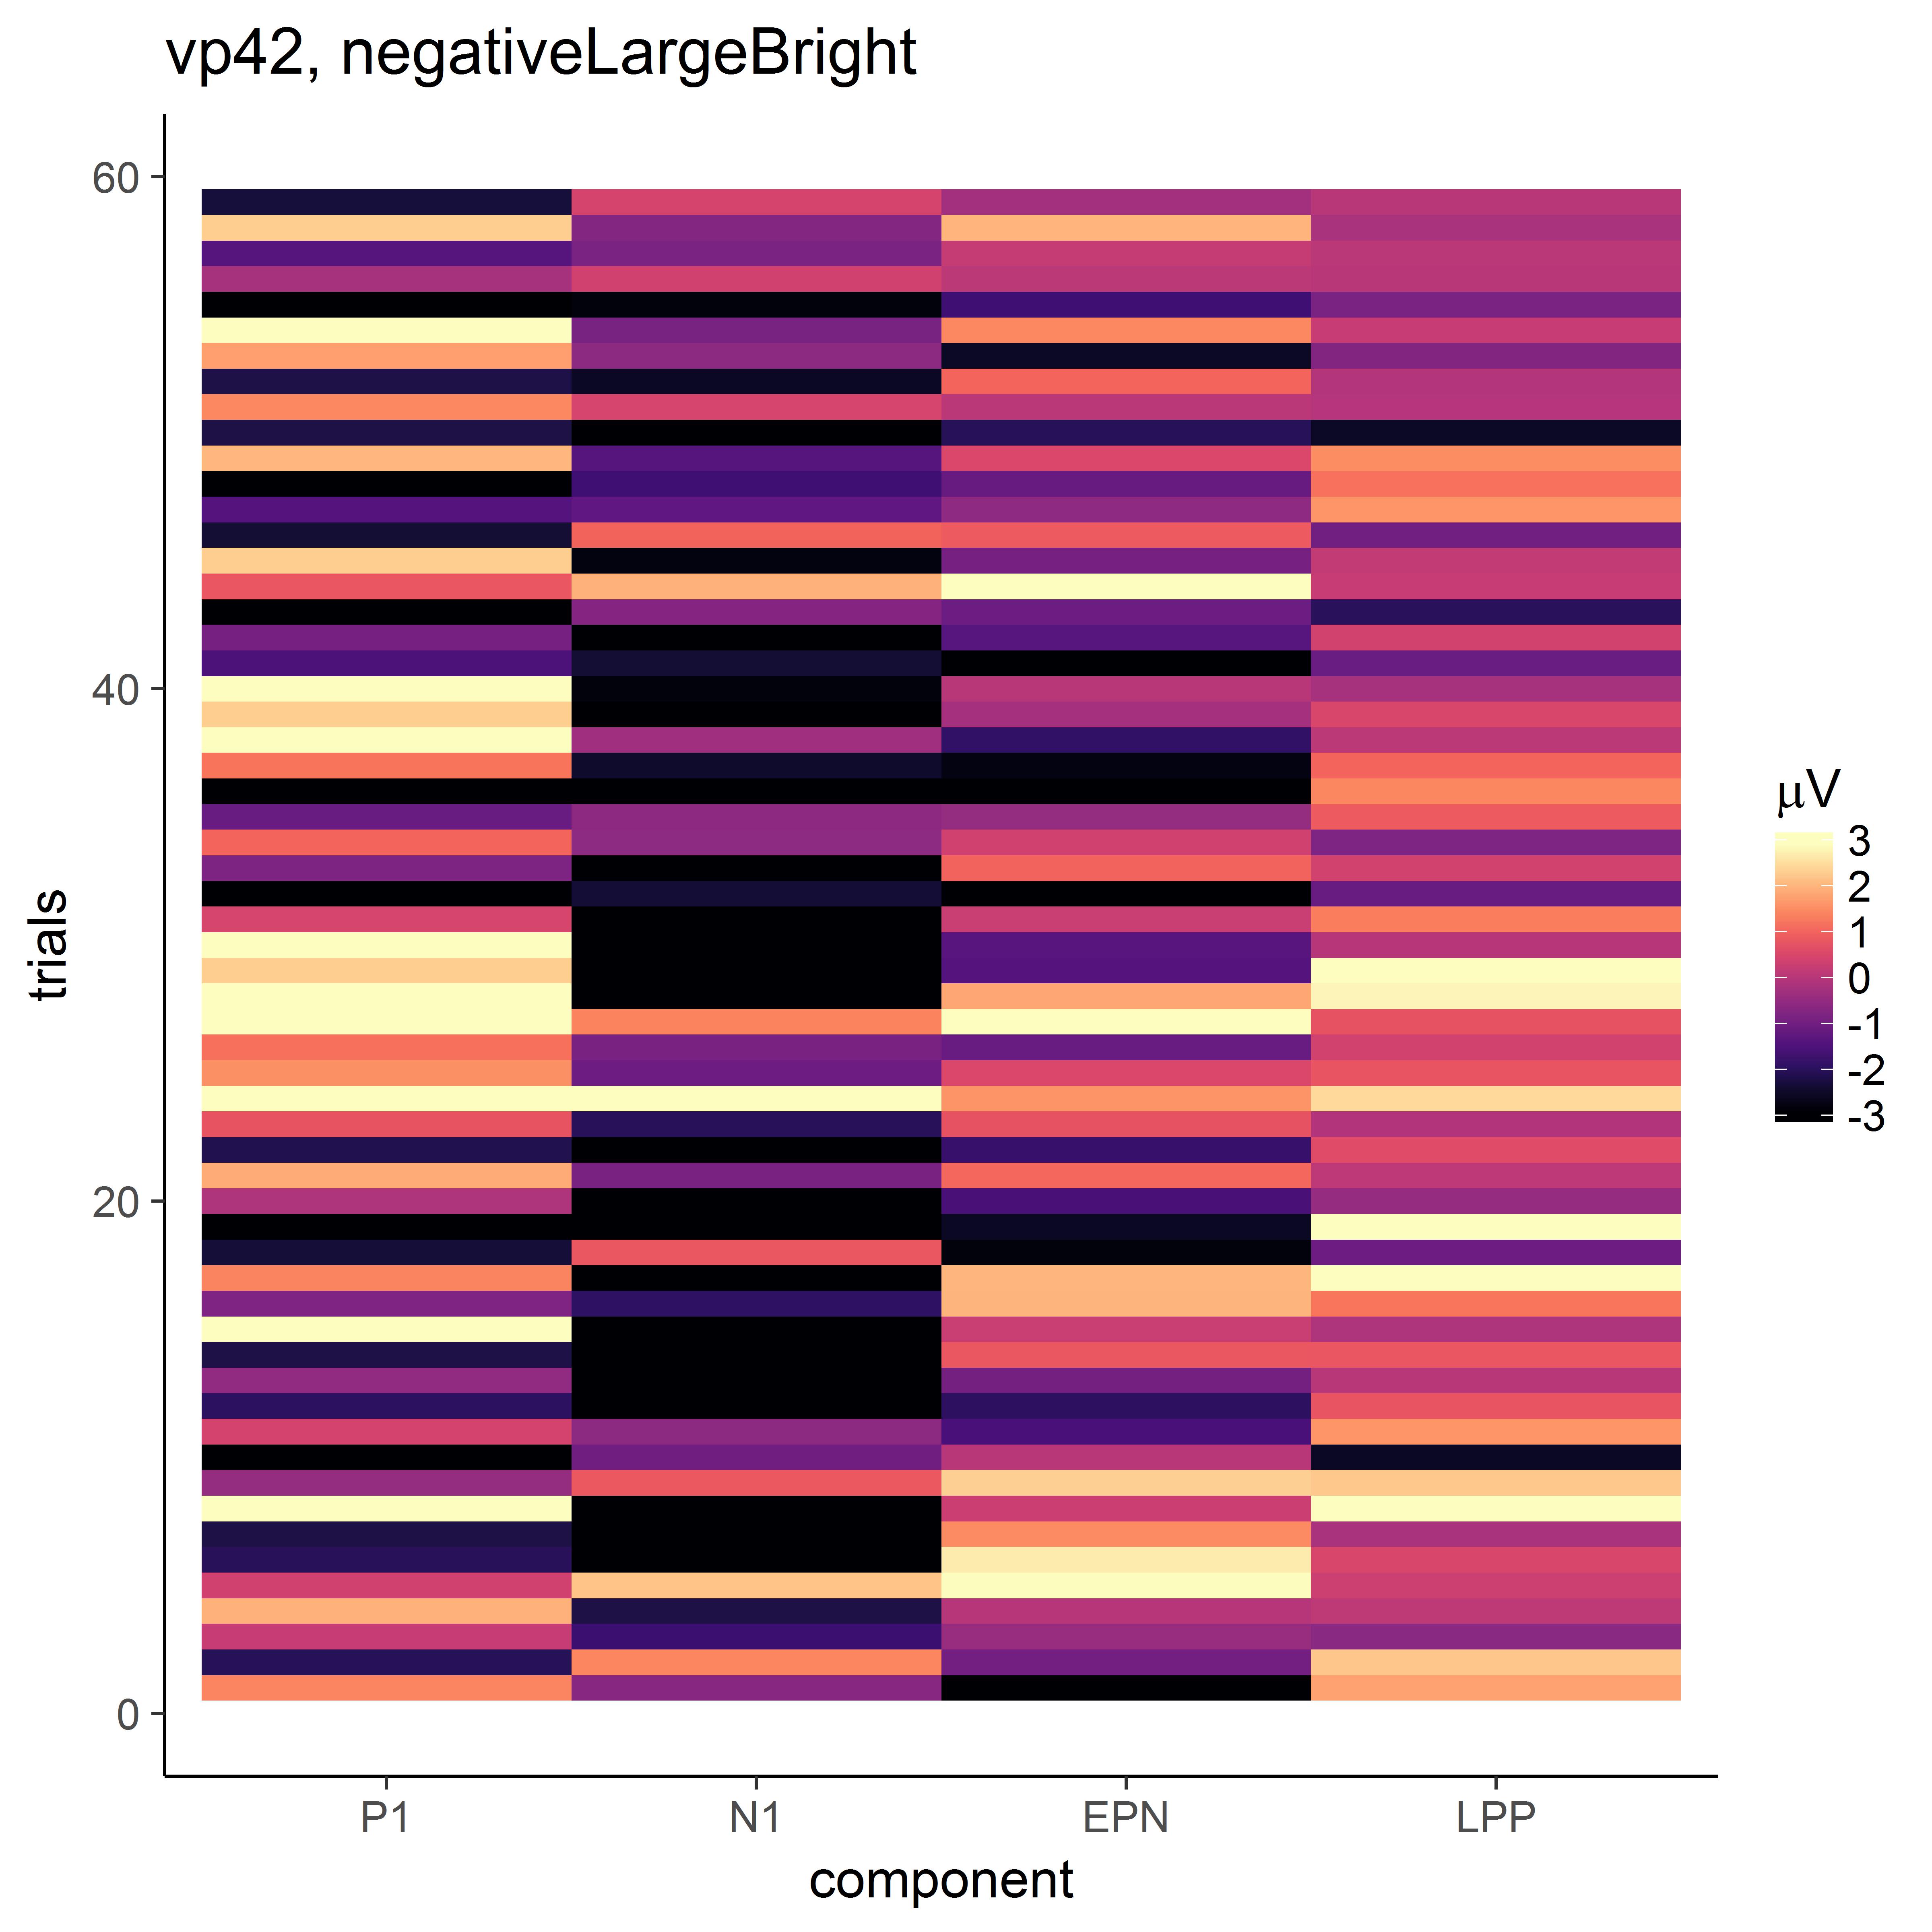 vp42, negativeLargeBright
60
40
20
0
trials
P1 N1 EPN LPP
component
μV
3
2
1
0
-1
-2
-3